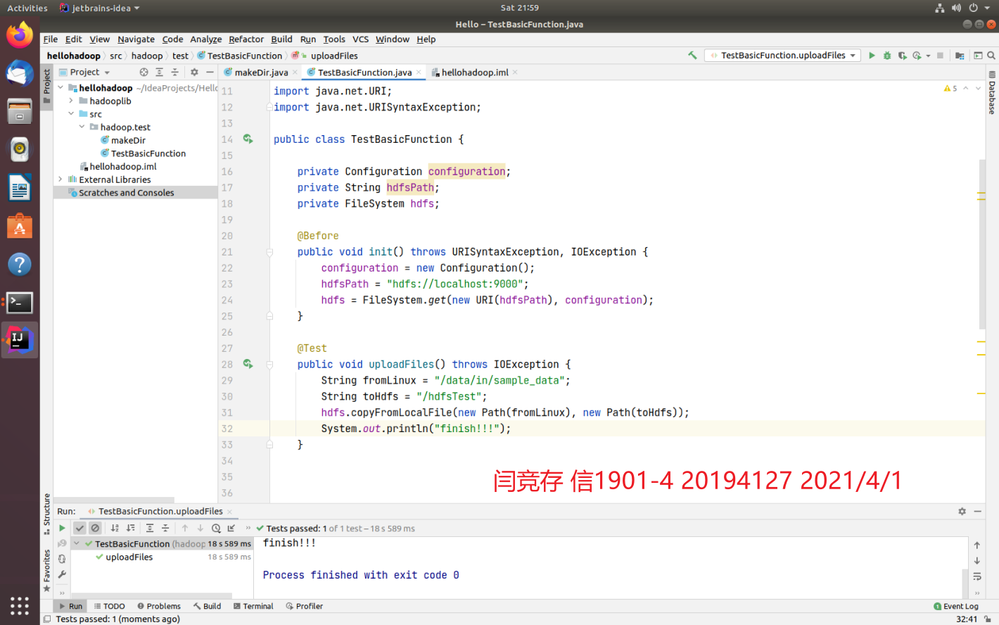 Activities jetbrains-idea Sat 21:59
Hello – TestBasicFunction.java
File Edit View Navigate Code Analyze Refactor Build Run Tools VCS Window Help
hellohadoop src hadoop test TestBasicFunction uploadFiles TestBasicFunction.uploadFiles
Project makeDir.java TestBasicFunction.java hellohadoop.iml
Project
Database
hellohadoop ~/IdeaProjects/Hello
hadooplib
src
hadoop.test
makeDir
TestBasicFunction
hellohadoop.iml
External Libraries
Scratches and Consoles
5
11 import java.net.URI;
12 import java.net.URISyntaxException;
13
14 public class TestBasicFunction {
15
16 private Configuration configuration;
17 private String hdfsPath;
18 private FileSystem hdfs;
19
20 @Before
21 public void init() throws URISyntaxException, IOException {
22 configuration = new Configuration();
23 hdfsPath = "hdfs://localhost:9000";
24 hdfs = FileSystem.get(new URI(hdfsPath), configuration);
25 }
26
27 @Test
28 public void uploadFiles() throws IOException {
29 String fromLinux = "/data/in/sample_data";
30 String toHdfs = "/hdfsTest";
31 hdfs.copyFromLocalFile(new Path(fromLinux), new Path(toHdfs));
32 System.out.println("finish!!!");
33 }
34
35
36
闫竞存 信1901-4 20194127 2021/4/1
Structure
Favorites
Run: TestBasicFunction.uploadFiles
Tests passed: 1 of 1 test – 18 s 589 ms
TestBasicFunction (hadoop 18 s 589 ms
uploadFiles 18 s 589 ms
finish!!!
Process finished with exit code 0
Run TODO Problems Build Terminal Profiler 1 Event Log
Tests passed: 1 (moments ago) 32:41